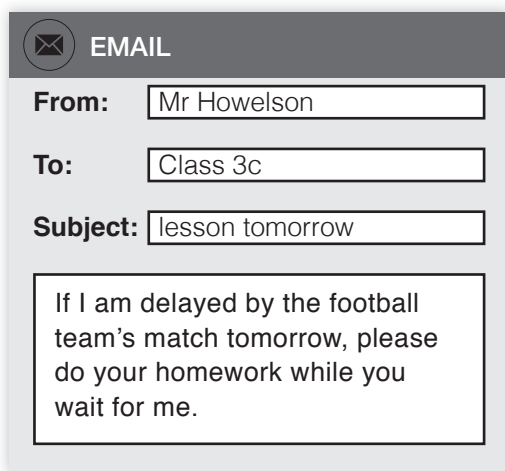 EMAIL
From: Mr Howelson
To: Class 3c
Subject: lesson tomorrow
If I am delayed by the football
team's match tomorrow, please
do your homework while you
wait for me.